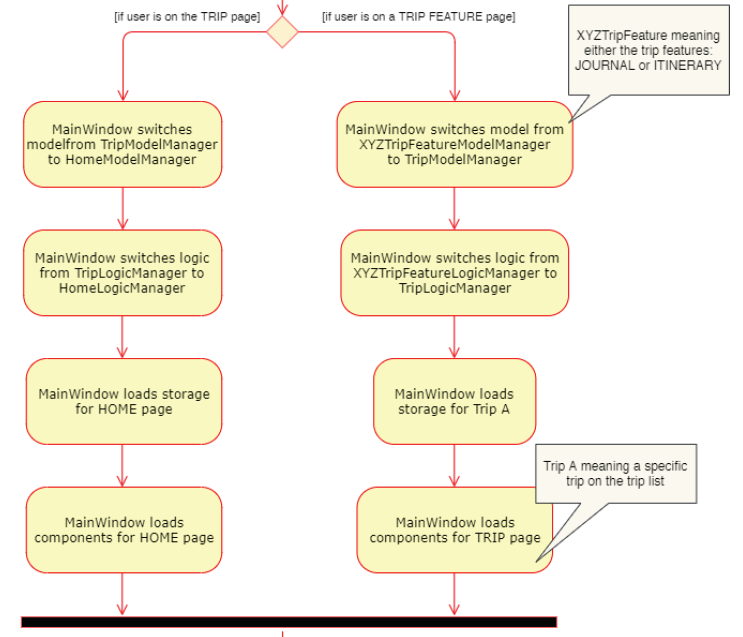 [if user is on the TRIP page]
[if user is on a TRIP FEATURE page]
XYZTripFeature meaning
either the trip features:
JOURNAL or ITINERARY
MainWindow switches
modelfrom TripModelManager
to HomeModelManager
MainWindow switches model from
XYZTripFeatureModelManager
to TripModelManager
MainWindow switches logic
from TripLogicManager to
HomeLogicManager
MainWindow switches logic from
XYZTripFeatureLogicManager to
TripLogicManager
MainWindow loads storage
for HOME page
MainWindow loads
storage for Trip A
Trip A meaning a specific
trip on the trip list
MainWindow loads
components for HOME page
MainWindow loads
components for TRIP page